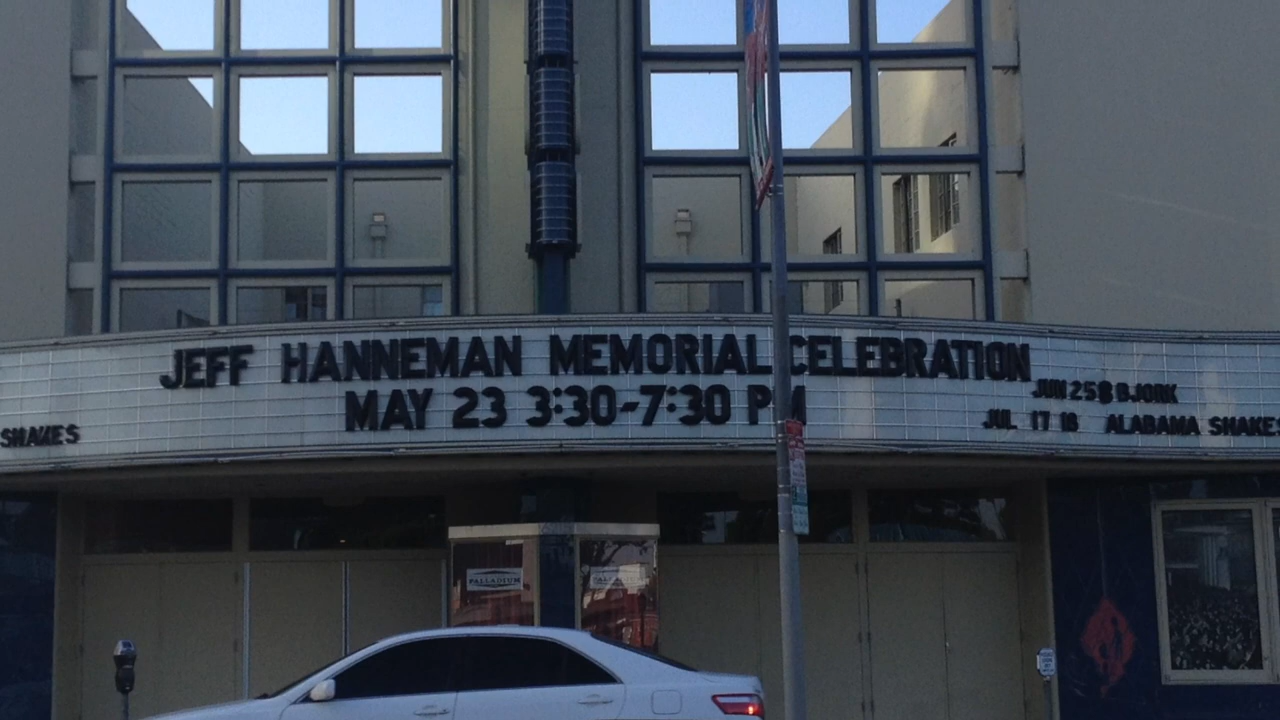 JEFF HANNEMAN MEMORIAL CELEBRATION
MAY 23 3:30-7:30 PM
JUN 25 8 BJORK
JUL 17 18 ALABAMA SHAKES
SHAKES
PALLADIUM